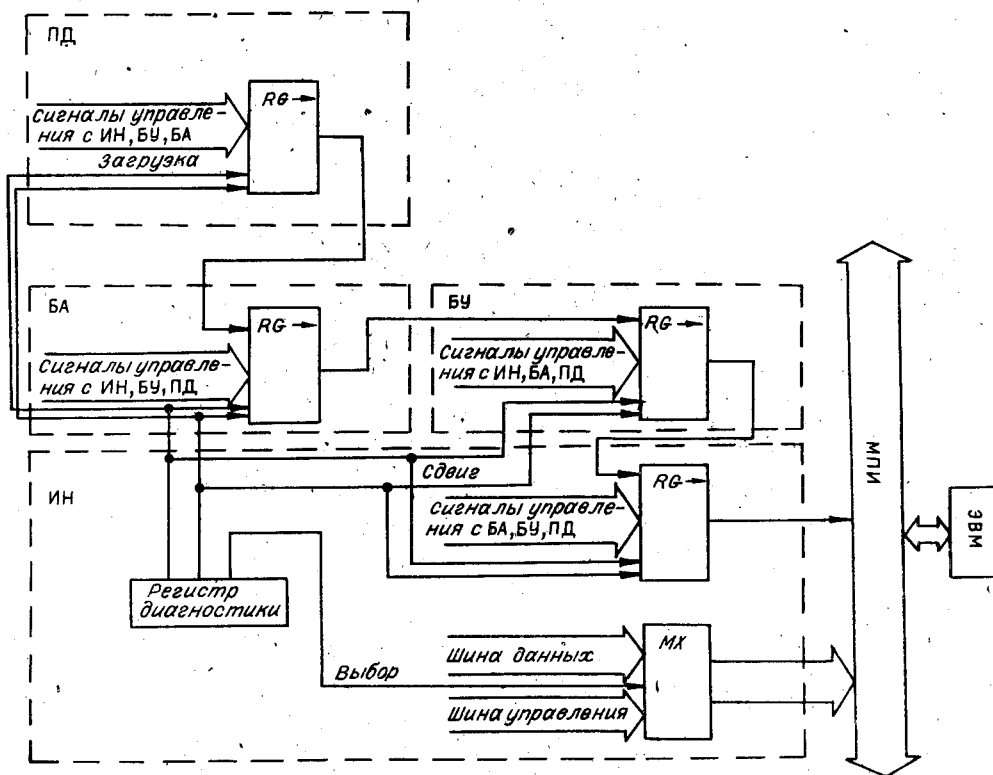 ПД
RG
Сигналы управле-
ния с ИН, БУ, БА
Загрузка
БА
RG
Сигналы управле-
ния с ИН, БУ, ПД
БУ
RG
Сигналы управле-
ния с ИН, БА, ПД
ИН
Сдвиг
RG
Сигналы управле-
ния с БА, БУ, ПД
Регистр
диагностики
Выбор
MX
Шина данных
Шина управления
МПИ
ЭВМ